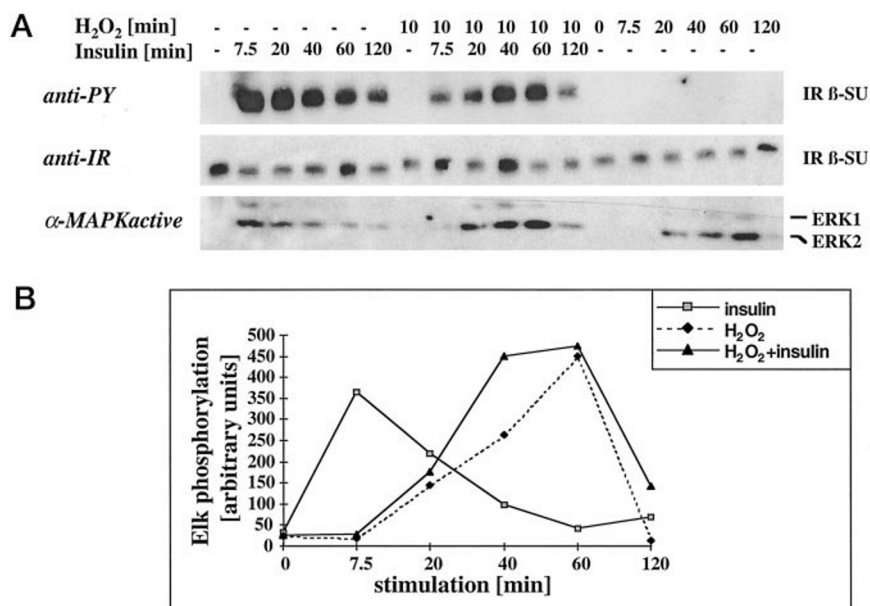 A
H2O2 [min] - - - - - - 10 10 10 10 10 10 0 7.5 20 40 60 120
Insulin [min] - 7.5 20 40 60 120 - 7.5 20 40 60 120 - - - - - -
anti-PY IR ß-SU
anti-IR IR ß-SU
α-MAPKactive ERK1
ERK2
B
insulin
H2O2
H2O2+insulin
Elk phosphorylation
[arbitrary units]
500
450
400
350
300
250
200
150
100
50
0
0 7.5 20 40 60 120
stimulation [min]